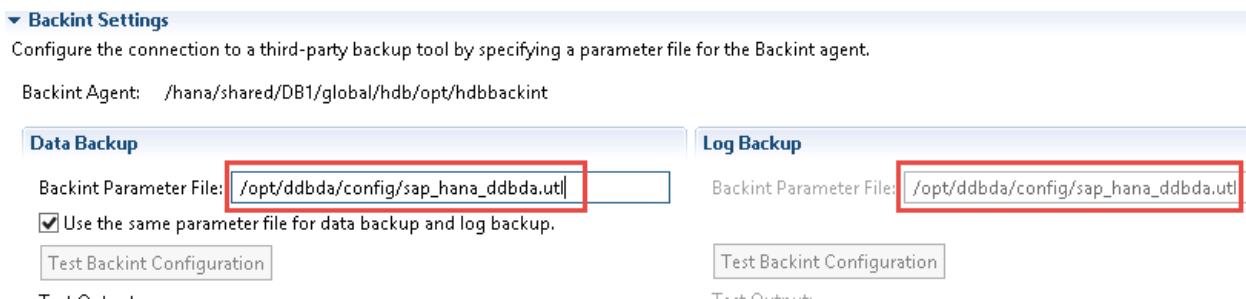 Backint Settings
Configure the connection to a third-party backup tool by specifying a parameter file for the Backint agent.
Backint Agent: /hana/shared/DB1/global/hdb/opt/hdbbackint
Data Backup
Backint Parameter File: /opt/ddbda/config/sap_hana_ddbda.utl
Use the same parameter file for data backup and log backup.
Test Backint Configuration
Log Backup
Backint Parameter File: /opt/ddbda/config/sap_hana_ddbda.utl
Test Backint Configuration